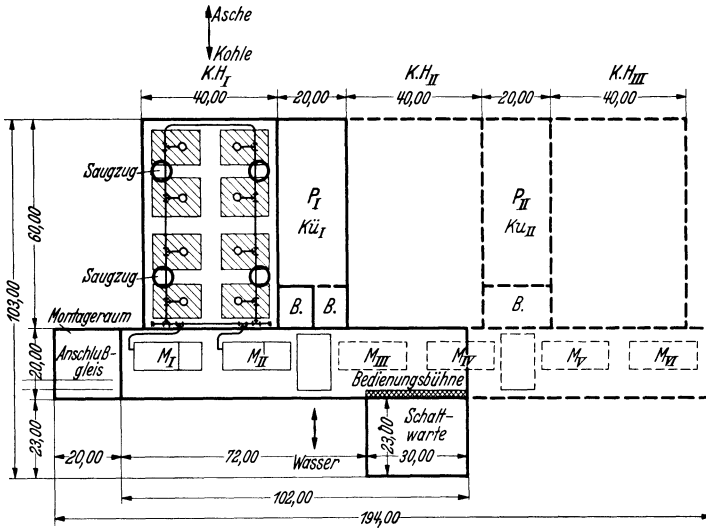 Asche
Kohle
K.H_I
K.H_II
K.H_III
40,00
20,00
40,00
20,00
40,00
Saugzug
Saugzug
P_I
Kü_I
P_II
Ku_II
B.
B.
B.
60,00
103,00
20,00
23,00
Montageraum
Anschluß-
gleis
M_I
M_II
M_III
M_IV
M_V
M_VI
Bedienungsbühne
Schalt-
warte
23,00
30,00
Wasser
20,00
72,00
102,00
194,00